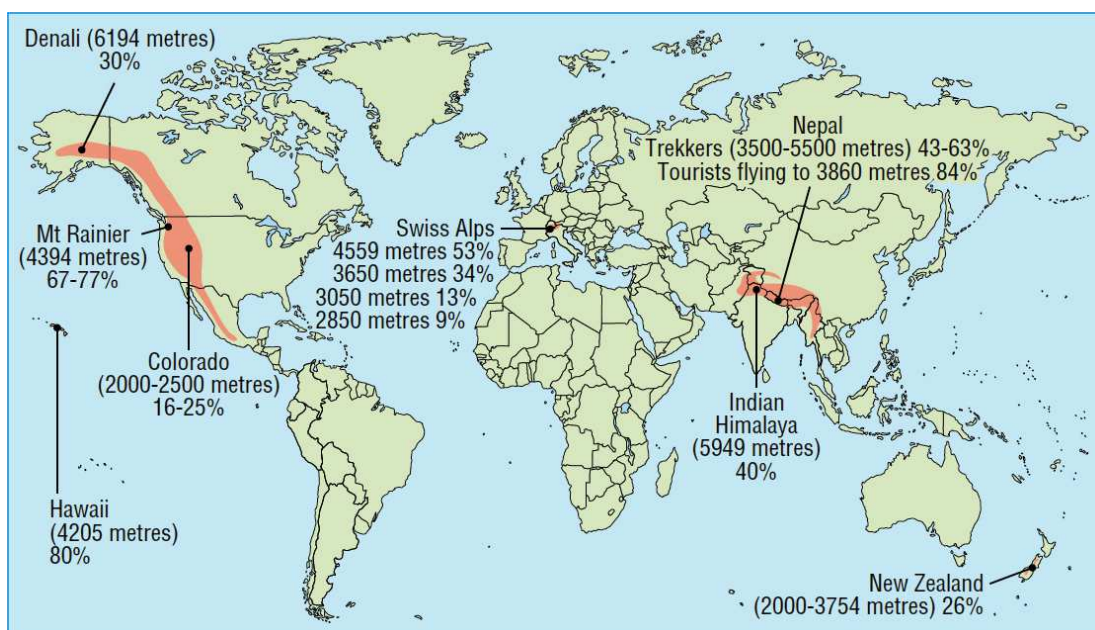 Denali (6194 metres)
30%
Nepal
Trekkers (3500-5500 metres) 43-63%
Tourists flying to 3860 metres 84%
Mt Rainier
(4394 metres)
67-77%
Swiss Alps
4559 metres 53%
3650 metres 34%
3050 metres 13%
2850 metres 9%
Colorado
(2000-2500 metres)
16-25%
Indian
Himalaya
(5949 metres)
40%
Hawaii
(4205 metres)
80%
New Zealand
(2000-3754 metres) 26%